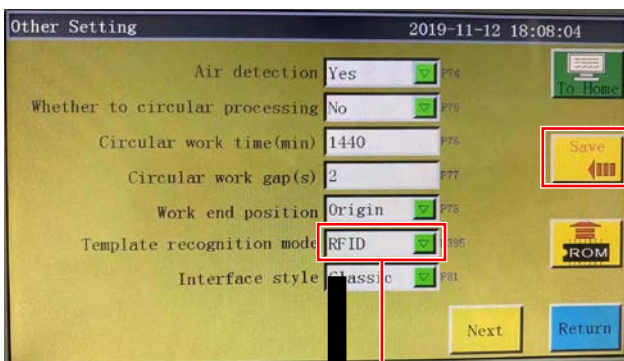 Other Setting 2019-11-12 18:08:04
Air detection Yes P74
To Home
Whether to circular processing No P75
Circular work time(min) 1440 P76
Save
Circular work gap(s) 2 P77
Work end position Origin P78
Template recognition mode RFID P395
ROM
Interface style Classic P81
Next Return